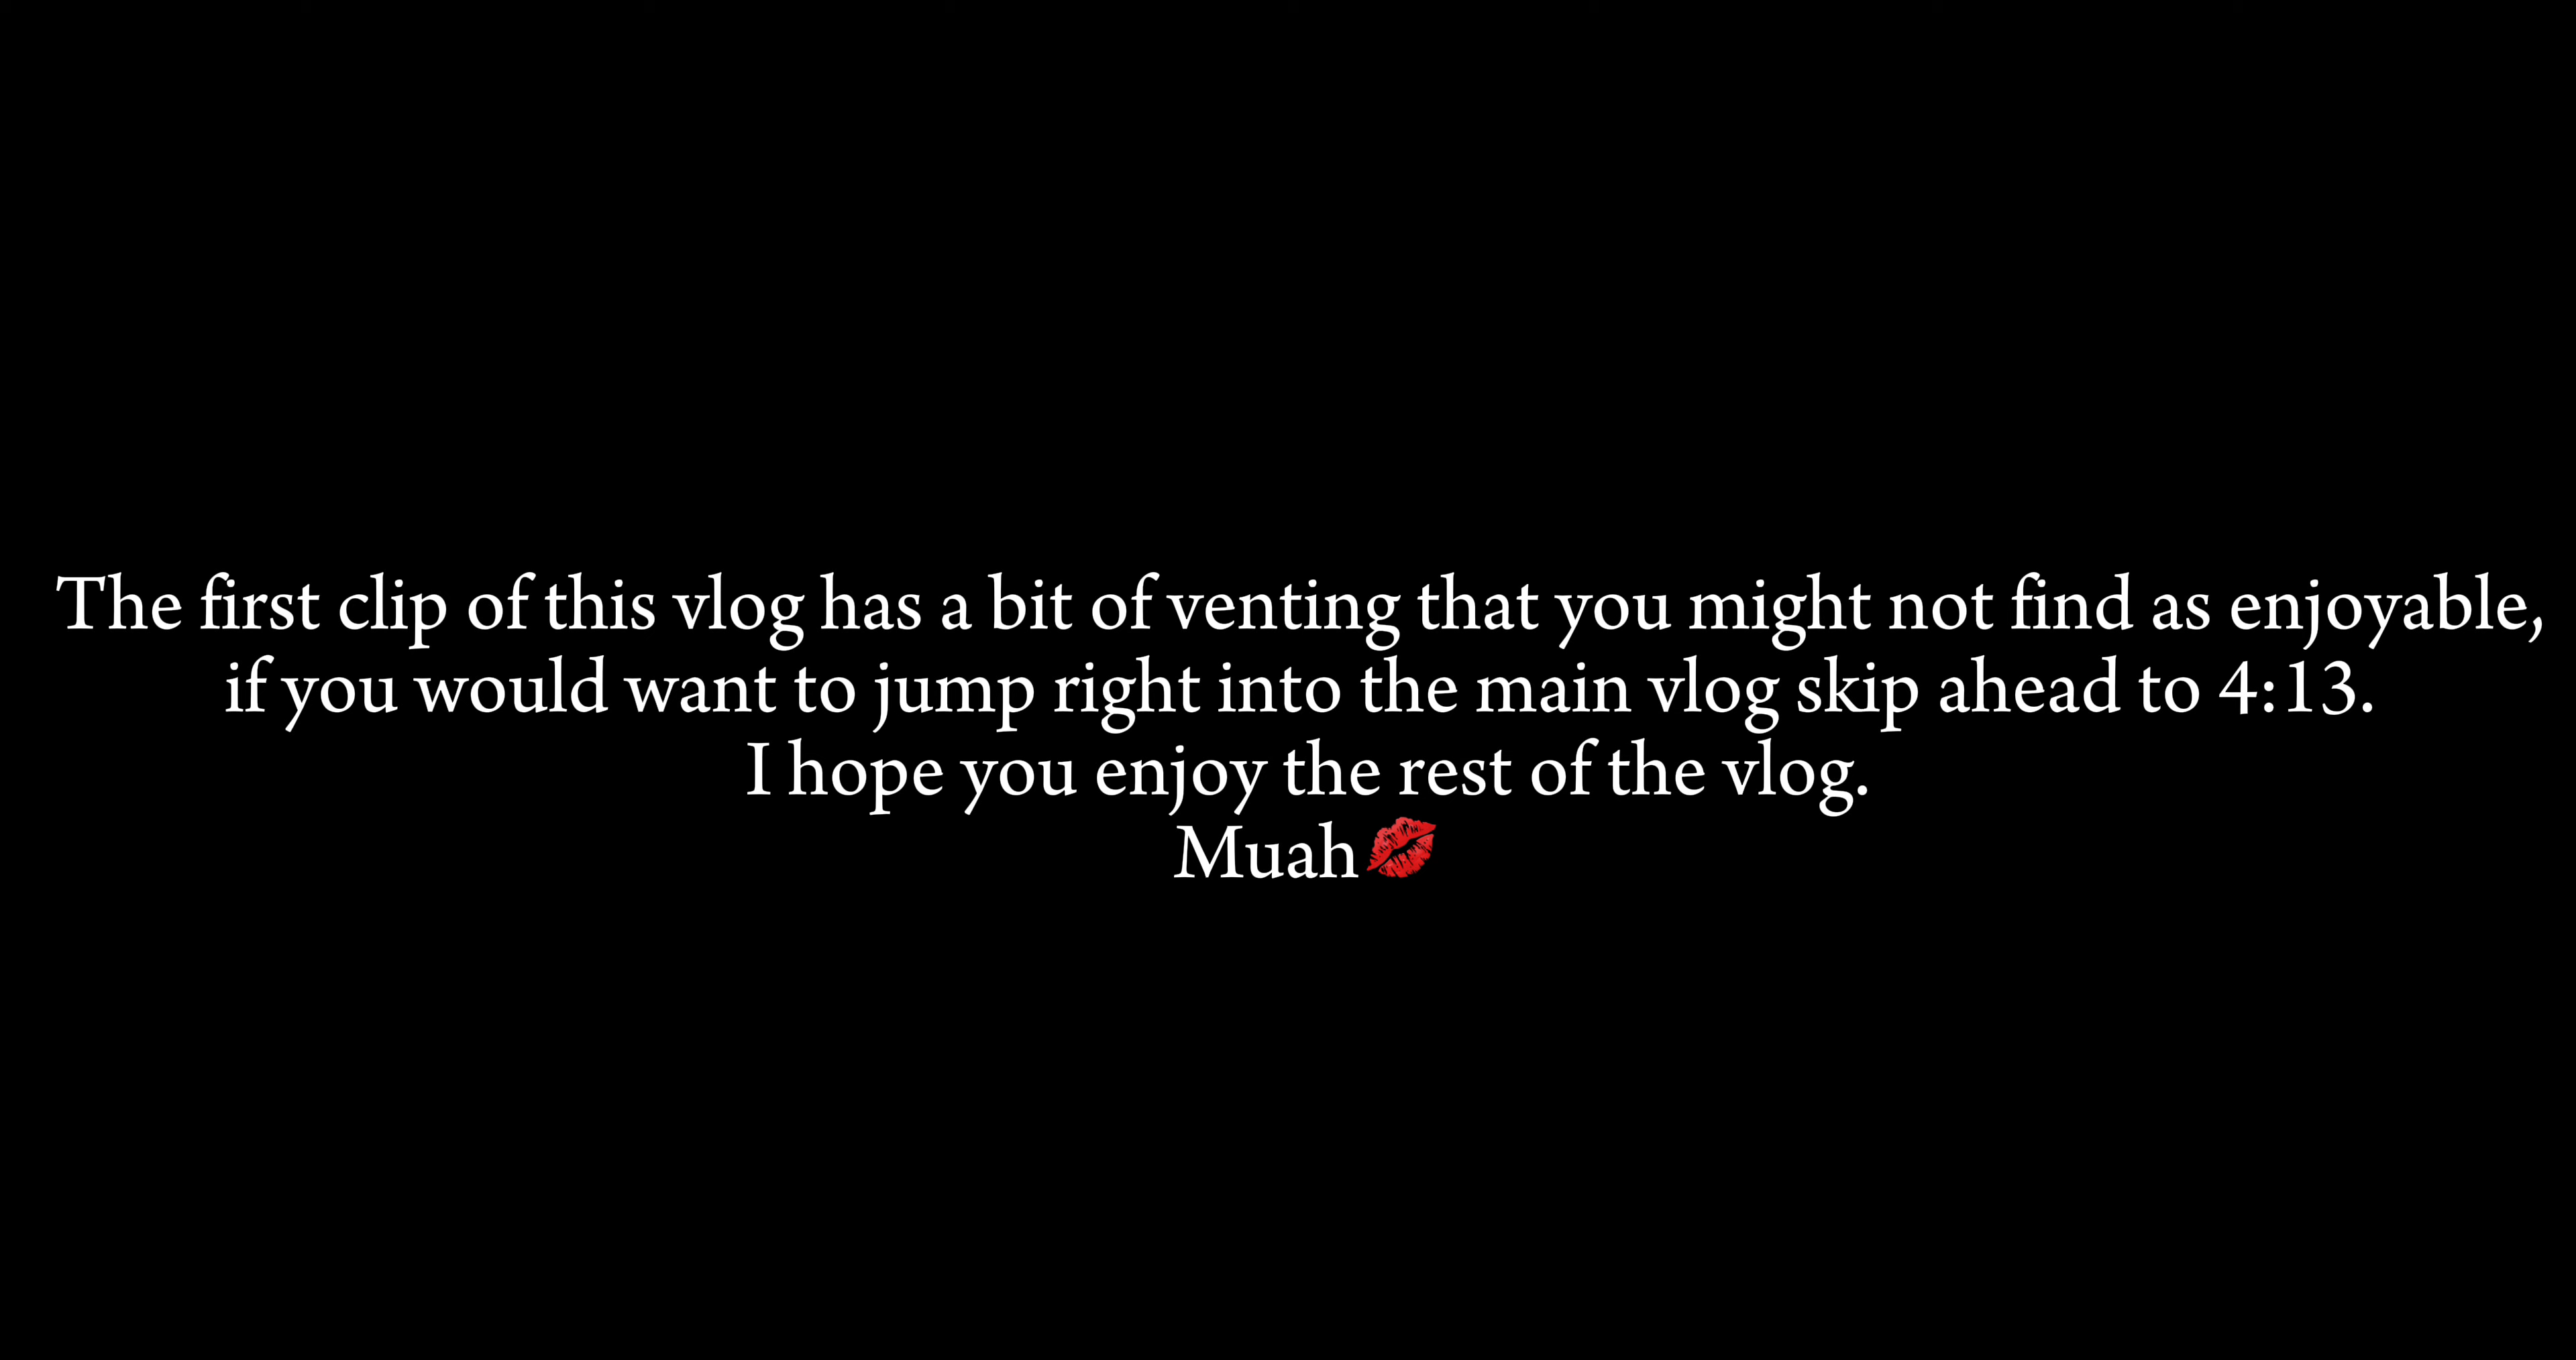 The first clip of this vlog has a bit of venting that you might not find as enjoyable,
if you would want to jump right into the main vlog skip ahead to 4:13.
I hope you enjoy the rest of the vlog.
Muah💋